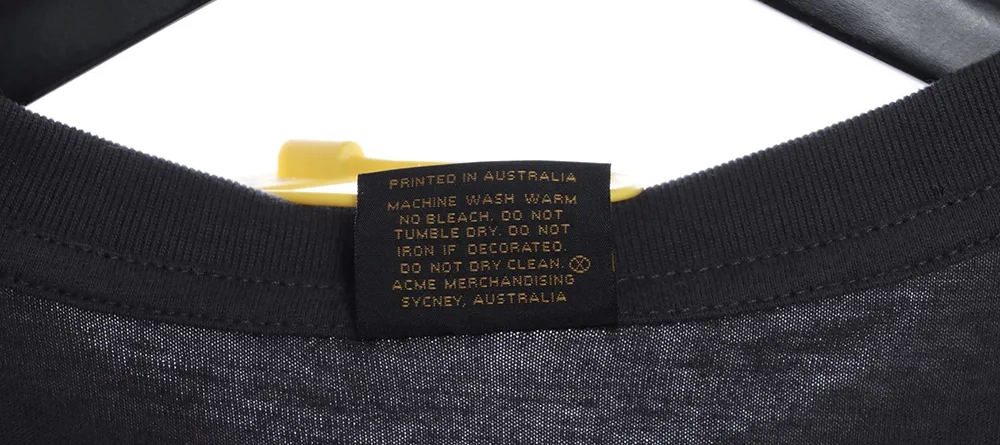 PRINTED IN AUSTRALIA
MACHINE WASH WARM
NO BLEACH. DO NOT
TUMBLE DRY. DO NOT
IRON IF DECORATED.
DO NOT DRY CLEAN.
ACME MERCHANDISING
SYCNEY, AUSTRALIA